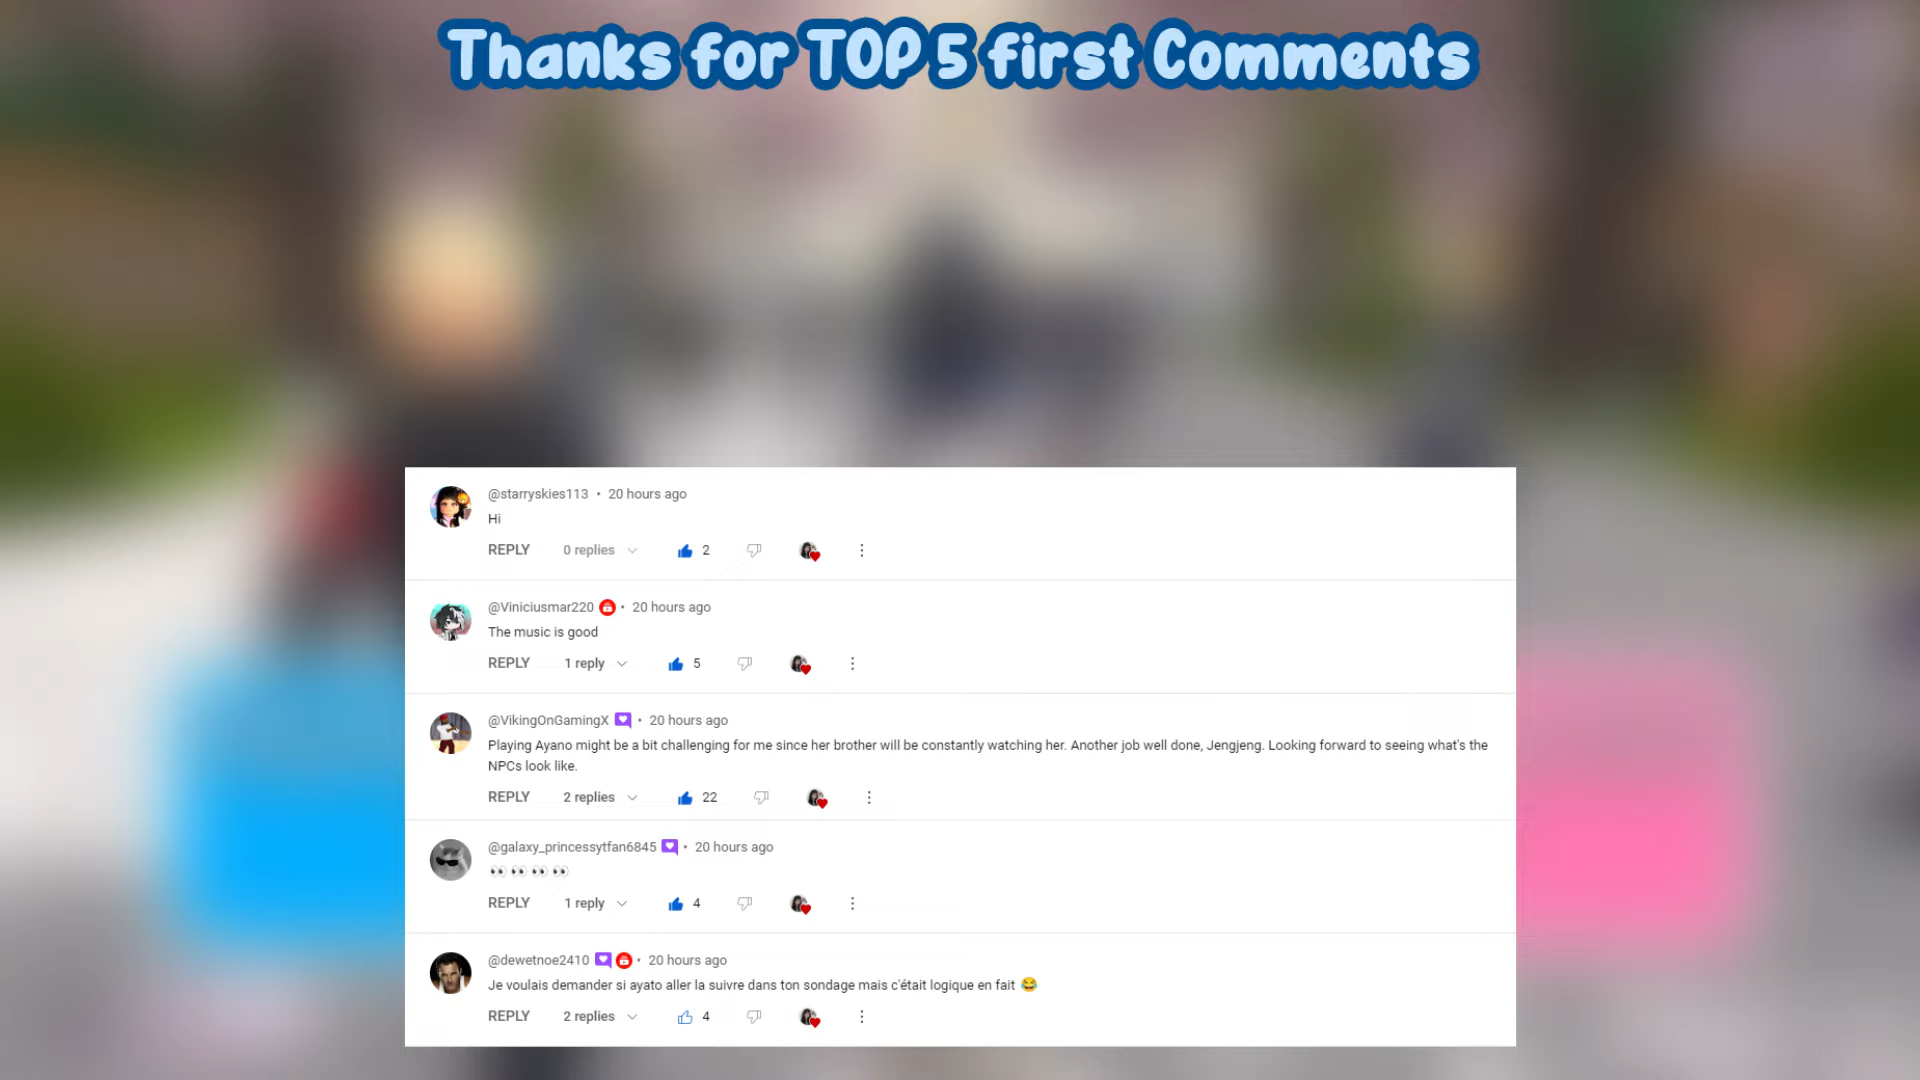 Thanks for TOP 5 first Comments
@starryskies113 • 20 hours ago
Hi
REPLY 0 replies 2
@Viniciusmar220 • 20 hours ago
The music is good
REPLY 1 reply 5
@VikingOnGamingX • 20 hours ago
Playing Ayano might be a bit challenging for me since her brother will be constantly watching her. Another job well done, Jengjeng. Looking forward to seeing what's the
NPCs look like.
REPLY 2 replies 22
@galaxy_princessytfan6845 • 20 hours ago
👀 👀 👀 👀
REPLY 1 reply 4
@dewetnoe2410 • 20 hours ago
Je voulais demander si ayato aller la suivre dans ton sondage mais c'était logique en fait 😂
REPLY 2 replies 4